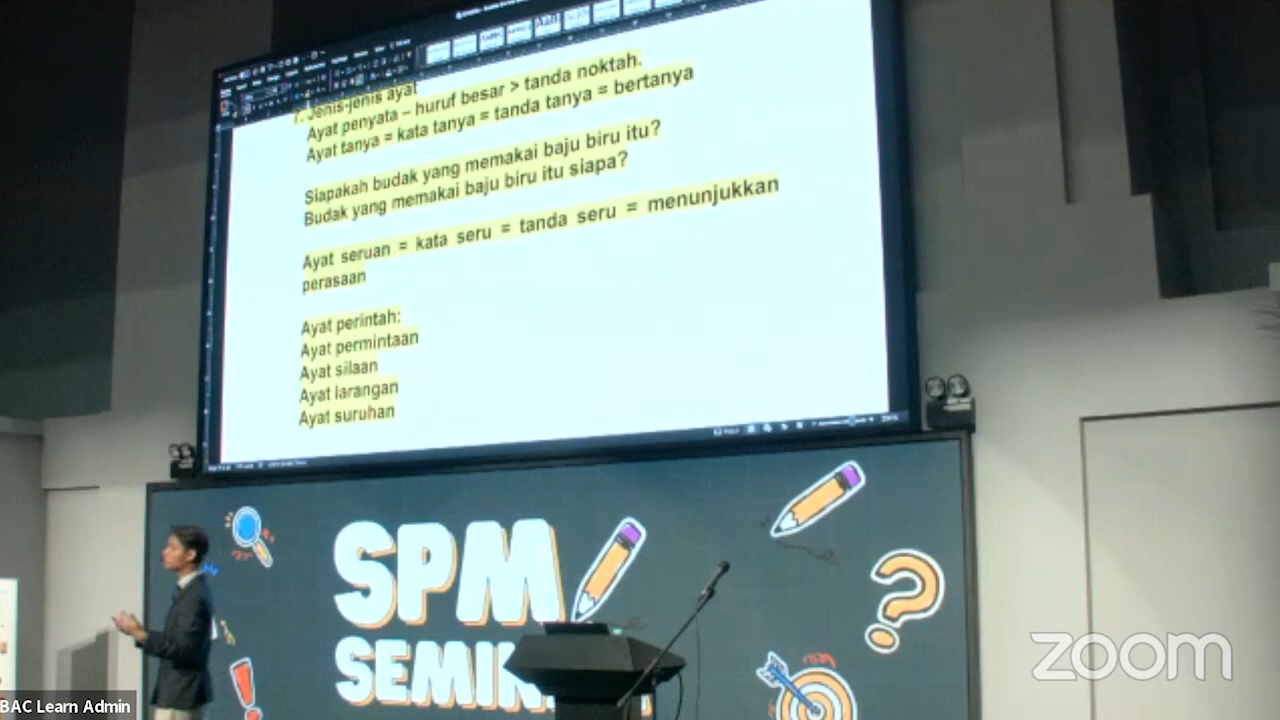 7. Jenis-jenis ayat
Ayat penyata – huruf besar > tanda noktah.
Ayat tanya = kata tanya = tanda tanya = bertanya
Siapakah budak yang memakai baju biru itu?
Budak yang memakai baju biru itu siapa?
Ayat seruan = kata seru = tanda seru = menunjukkan
perasaan
Ayat perintah:
Ayat permintaan
Ayat silaan
Ayat larangan
Ayat suruhan
SPM
SEMIN
zoom
BAC Learn Admin